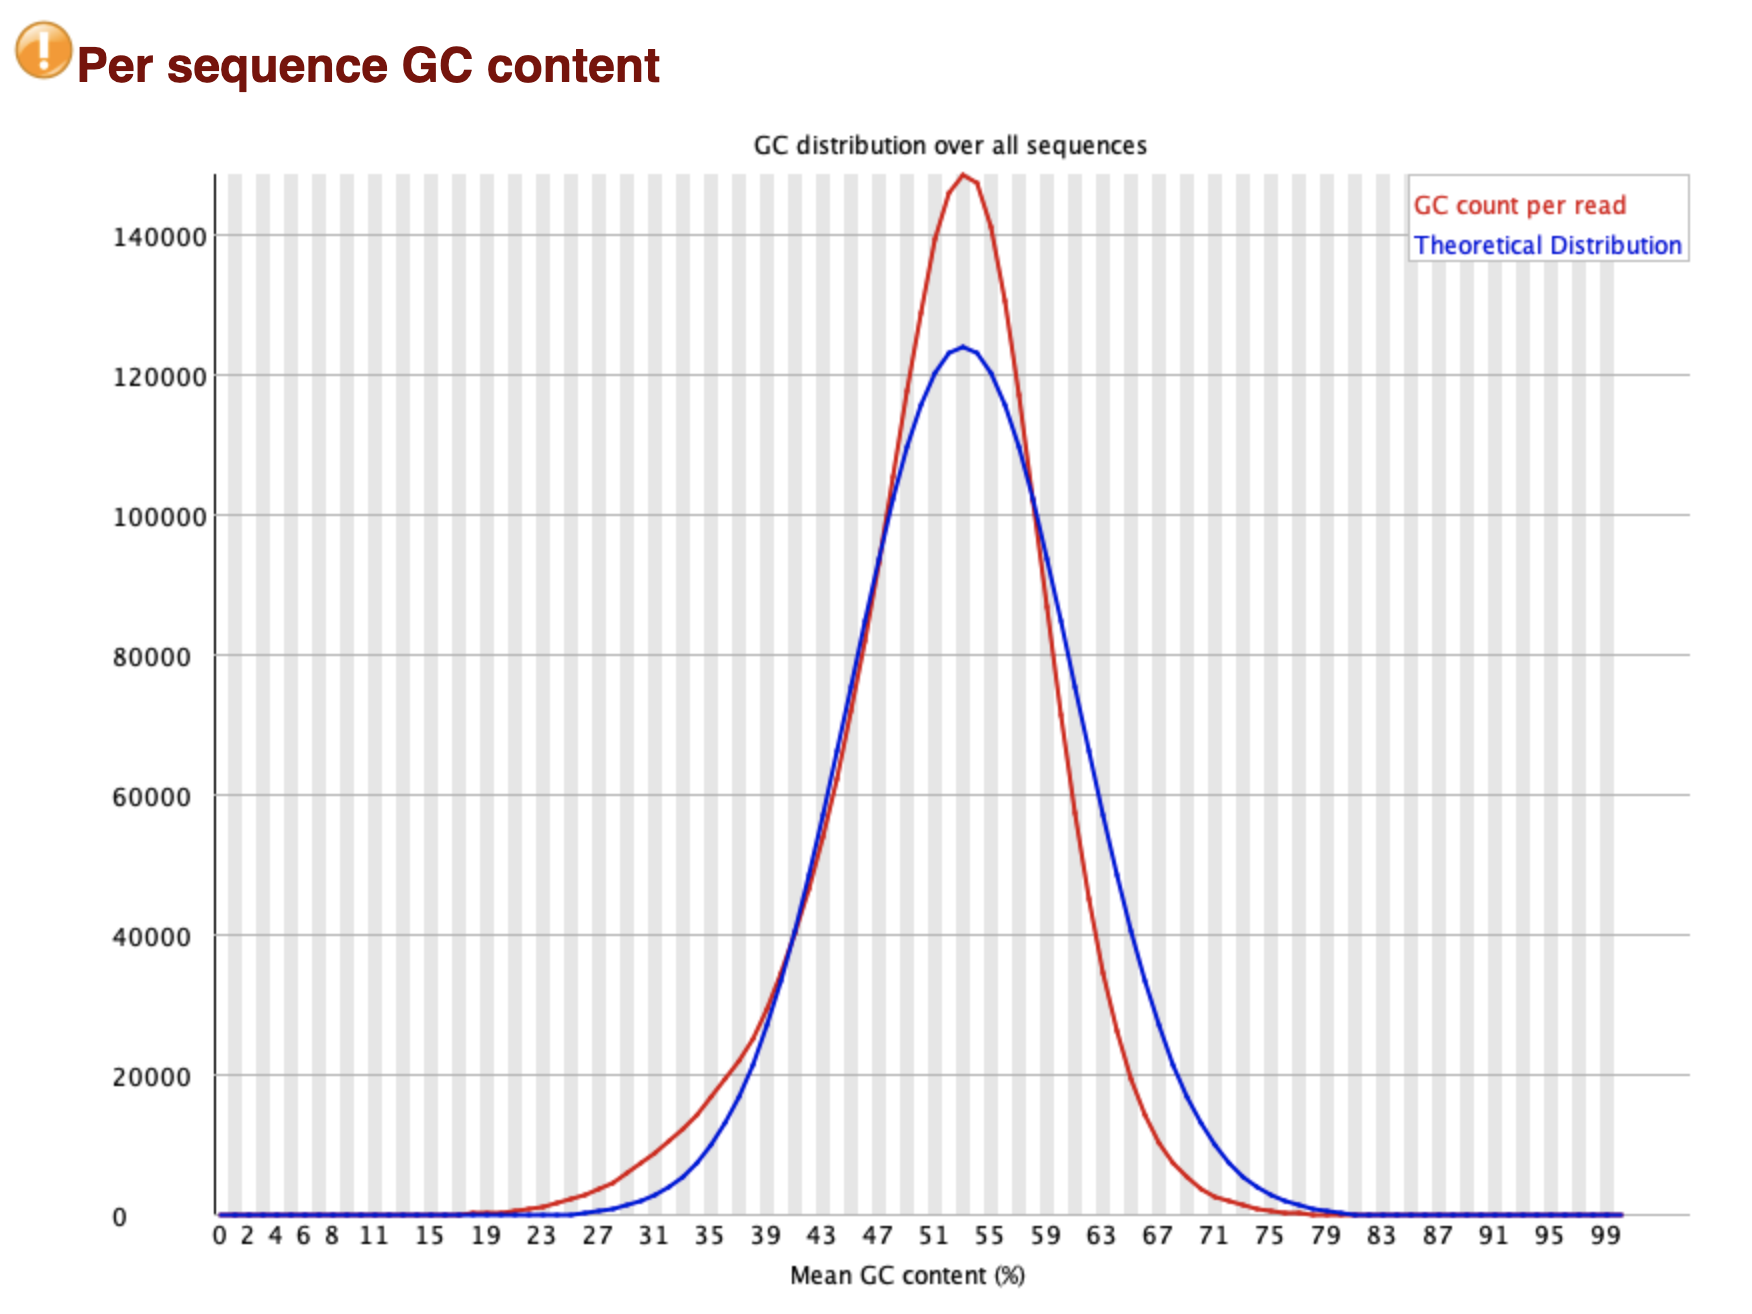 Per sequence GC content
GC distribution over all sequences
GC count per read
Theoretical Distribution
140000
120000
100000
80000
60000
40000
20000
0
0 2 4 6 8 11 15 19 23 27 31 35 39 43 47 51 55 59 63 67 71 75 79 83 87 91 95 99
Mean GC content (%)